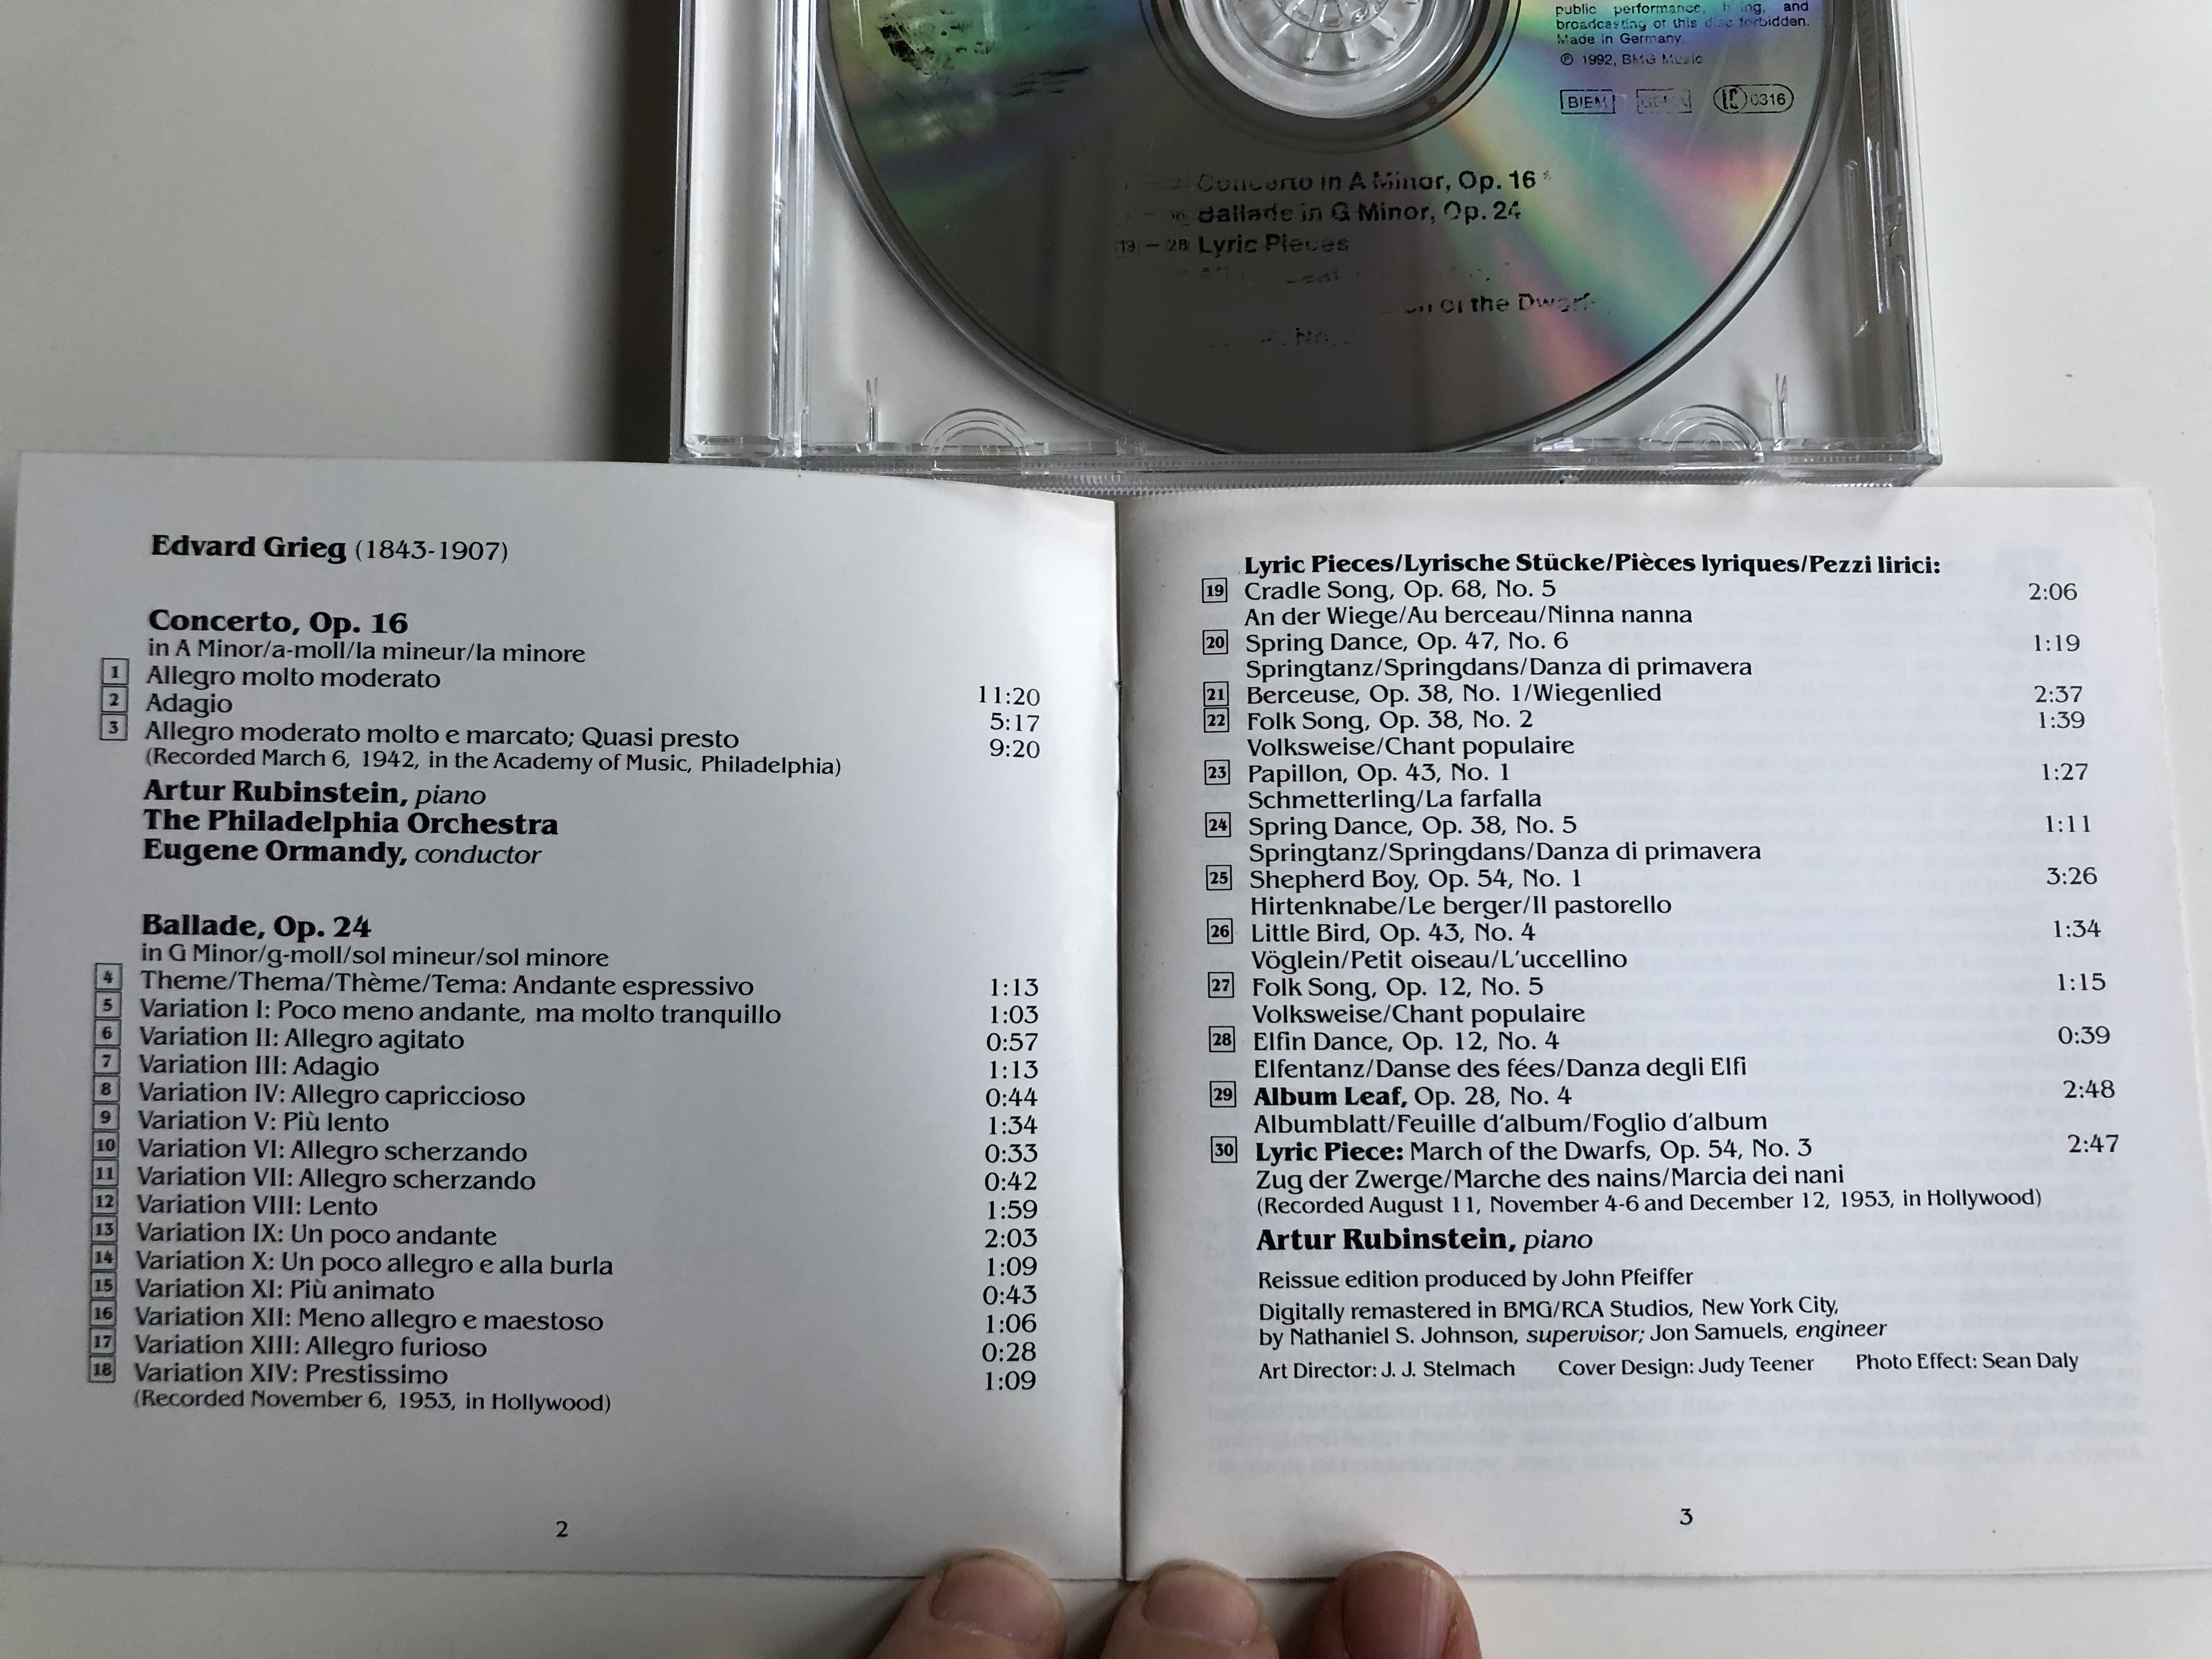 public performance, and
broadcasting of this disc forbidden.
Made in Germany.
℗ 1992, BMG Music
BIEM
LC 0316
Concerto in A Minor, Op. 16 *
Ballade in G Minor, Op. 24
19 – 28 Lyric Pieces
of the Dwarfs
No.
Edvard Grieg (1843-1907)
Concerto, Op. 16
in A Minor/a-moll/la mineur/la minore
1 Allegro molto moderato 11:20
2 Adagio 5:17
3 Allegro moderato molto e marcato; Quasi presto 9:20
(Recorded March 6, 1942, in the Academy of Music, Philadelphia)
Artur Rubinstein, piano
The Philadelphia Orchestra
Eugene Ormandy, conductor
Ballade, Op. 24
in G Minor/g-moll/sol mineur/sol minore
4 Theme/Thema/Thème/Tema: Andante espressivo 1:13
5 Variation I: Poco meno andante, ma molto tranquillo 1:03
6 Variation II: Allegro agitato 0:57
7 Variation III: Adagio 1:13
8 Variation IV: Allegro capriccioso 0:44
9 Variation V: Più lento 1:34
10 Variation VI: Allegro scherzando 0:33
11 Variation VII: Allegro scherzando 0:42
12 Variation VIII: Lento 1:59
13 Variation IX: Un poco andante 2:03
14 Variation X: Un poco allegro e alla burla 1:09
15 Variation XI: Più animato 0:43
16 Variation XII: Meno allegro e maestoso 1:06
17 Variation XIII: Allegro furioso 0:28
18 Variation XIV: Prestissimo 1:09
(Recorded November 6, 1953, in Hollywood)
2
Lyric Pieces/Lyrische Stücke/Pièces lyriques/Pezzi lirici:
19 Cradle Song, Op. 68, No. 5 2:06
An der Wiege/Au berceau/Ninna nanna
20 Spring Dance, Op. 47, No. 6 1:19
Springtanz/Springdans/Danza di primavera
21 Berceuse, Op. 38, No. 1/Wiegenlied 2:37
22 Folk Song, Op. 38, No. 2 1:39
Volksweise/Chant populaire
23 Papillon, Op. 43, No. 1 1:27
Schmetterling/La farfalla
24 Spring Dance, Op. 38, No. 5 1:11
Springtanz/Springdans/Danza di primavera
25 Shepherd Boy, Op. 54, No. 1 3:26
Hirtenknabe/Le berger/Il pastorello
26 Little Bird, Op. 43, No. 4 1:34
Vöglein/Petit oiseau/L'uccellino
27 Folk Song, Op. 12, No. 5 1:15
Volksweise/Chant populaire
28 Elfin Dance, Op. 12, No. 4 0:39
Elfentanz/Danse des fées/Danza degli Elfi
29 Album Leaf, Op. 28, No. 4 2:48
Albumblatt/Feuille d'album/Foglio d'album
30 Lyric Piece: March of the Dwarfs, Op. 54, No. 3 2:47
Zug der Zwerge/Marche des nains/Marcia dei nani
(Recorded August 11, November 4-6 and December 12, 1953, in Hollywood)
Artur Rubinstein, piano
Reissue edition produced by John Pfeiffer
Digitally remastered in BMG/RCA Studios, New York City,
by Nathaniel S. Johnson, supervisor; Jon Samuels, engineer
Art Director: J. J. Stelmach Cover Design: Judy Teener Photo Effect: Sean Daly
3